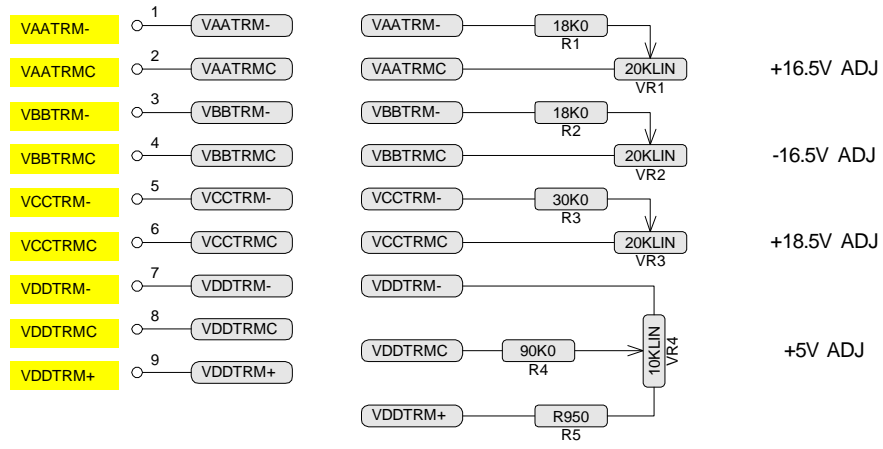 VAATRM- 1 VAATRM- VAATRM- 18K0
R1
VAATRMC 2 VAATRMC VAATRMC 20KLIN +16.5V ADJ
VR1
VBBTRM- 3 VBBTRM- VBBTRM- 18K0
R2
VBBTRMC 4 VBBTRMC VBBTRMC 20KLIN -16.5V ADJ
VR2
VCCTRM- 5 VCCTRM- VCCTRM- 30K0
R3
VCCTRMC 6 VCCTRMC VCCTRMC 20KLIN +18.5V ADJ
VR3
VDDTRM- 7 VDDTRM- VDDTRM-
VDDTRMC 8 VDDTRMC
VDDTRMC 90K0 10KLIN VR4 +5V ADJ
R4
VDDTRM+ 9 VDDTRM+
VDDTRM+ R950
R5